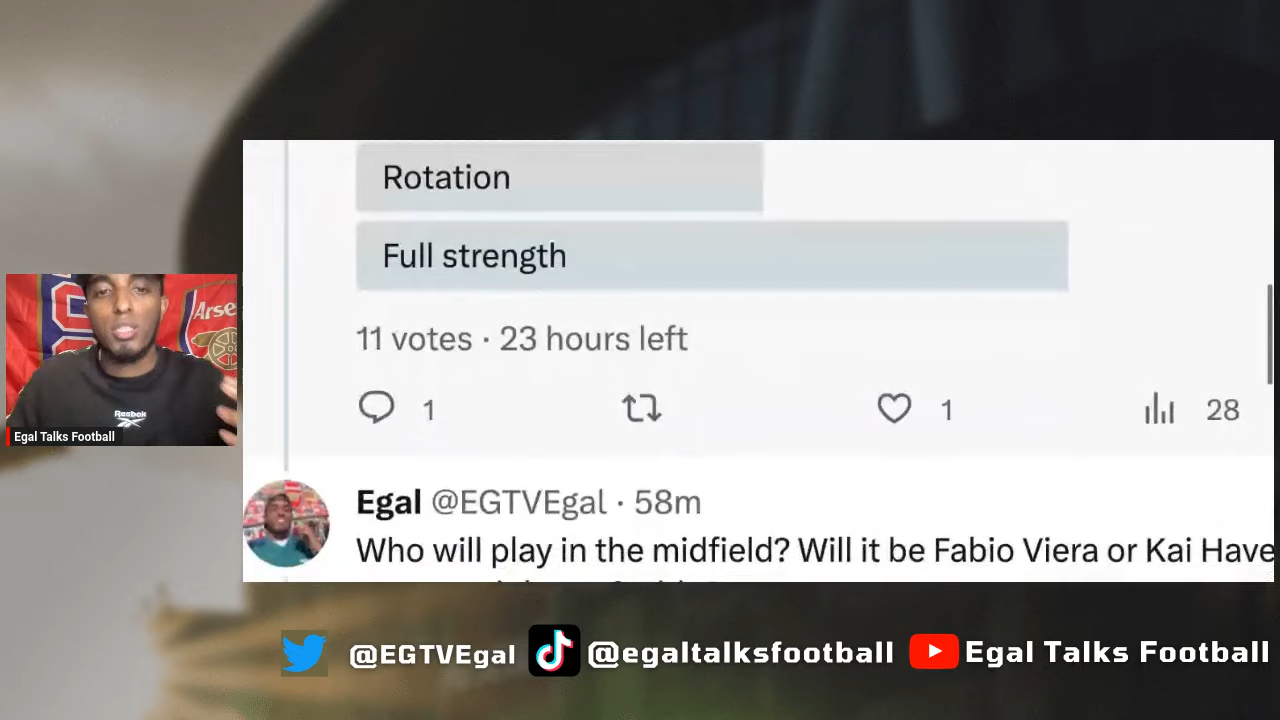 Rotation
Full strength
11 votes · 23 hours left
1
1
28
Egal @EGTVEgal · 58m
Who will play in the midfield? Will it be Fabio Viera or Kai Have
Arse
Reebok
Egal Talks Football
@EGTVEgal
@egaltalksfootball
Egal Talks Football